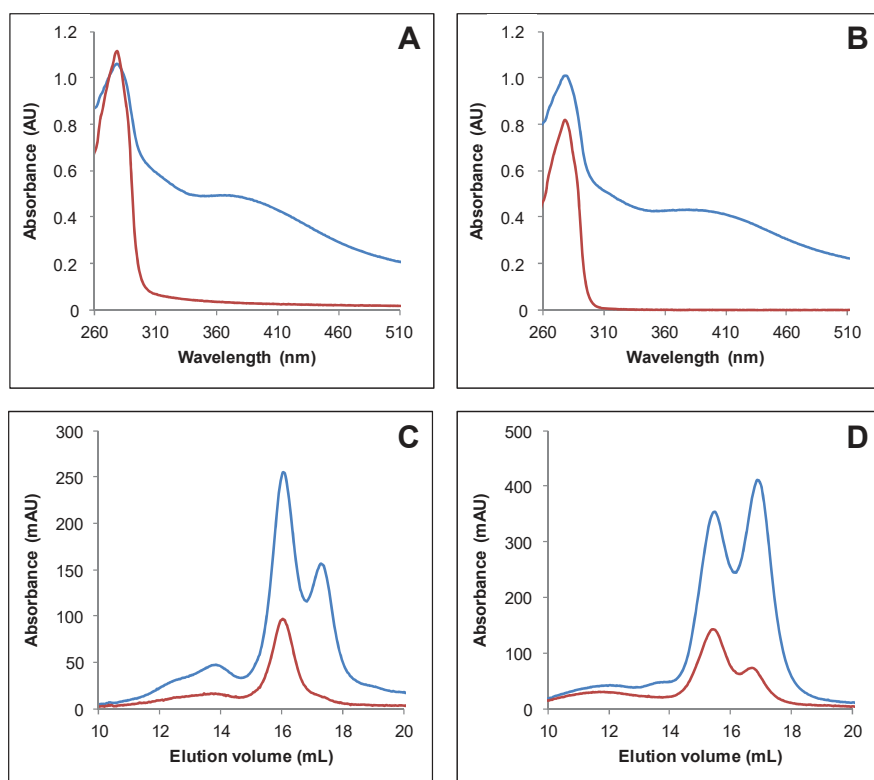 A
1.2
1.0
0.8
0.6
0.4
0.2
0
Absorbance (AU)
260 310 360 410 460 510
Wavelength (nm)
B
1.2
1.0
0.8
0.6
0.4
0.2
0
Absorbance (AU)
260 310 360 410 460 510
Wavelength (nm)
C
300
250
200
150
100
50
0
Absorbance (mAU)
10 12 14 16 18 20
Elution volume (mL)
D
500
400
300
200
100
0
Absorbance (mAU)
10 12 14 16 18 20
Elution volume (mL)